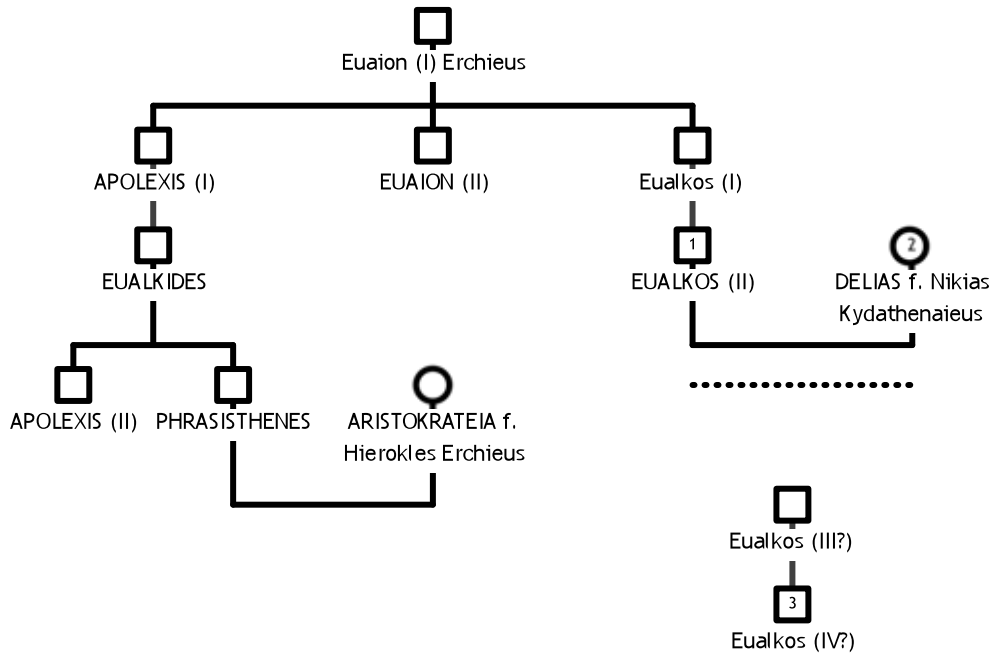 Euaion (I) Erchieus
APOLEXIS (I)
EUAION (II)
Eualkos (I)
1
2
EUALKIDES
EUALKOS (II)
DELIAS f. Nikias
Kydathenaieus
APOLEXIS (II)
PHRASISTHENES
ARISTOKRATEIA f.
Hierokles Erchieus
Eualkos (III?)
3
Eualkos (IV?)